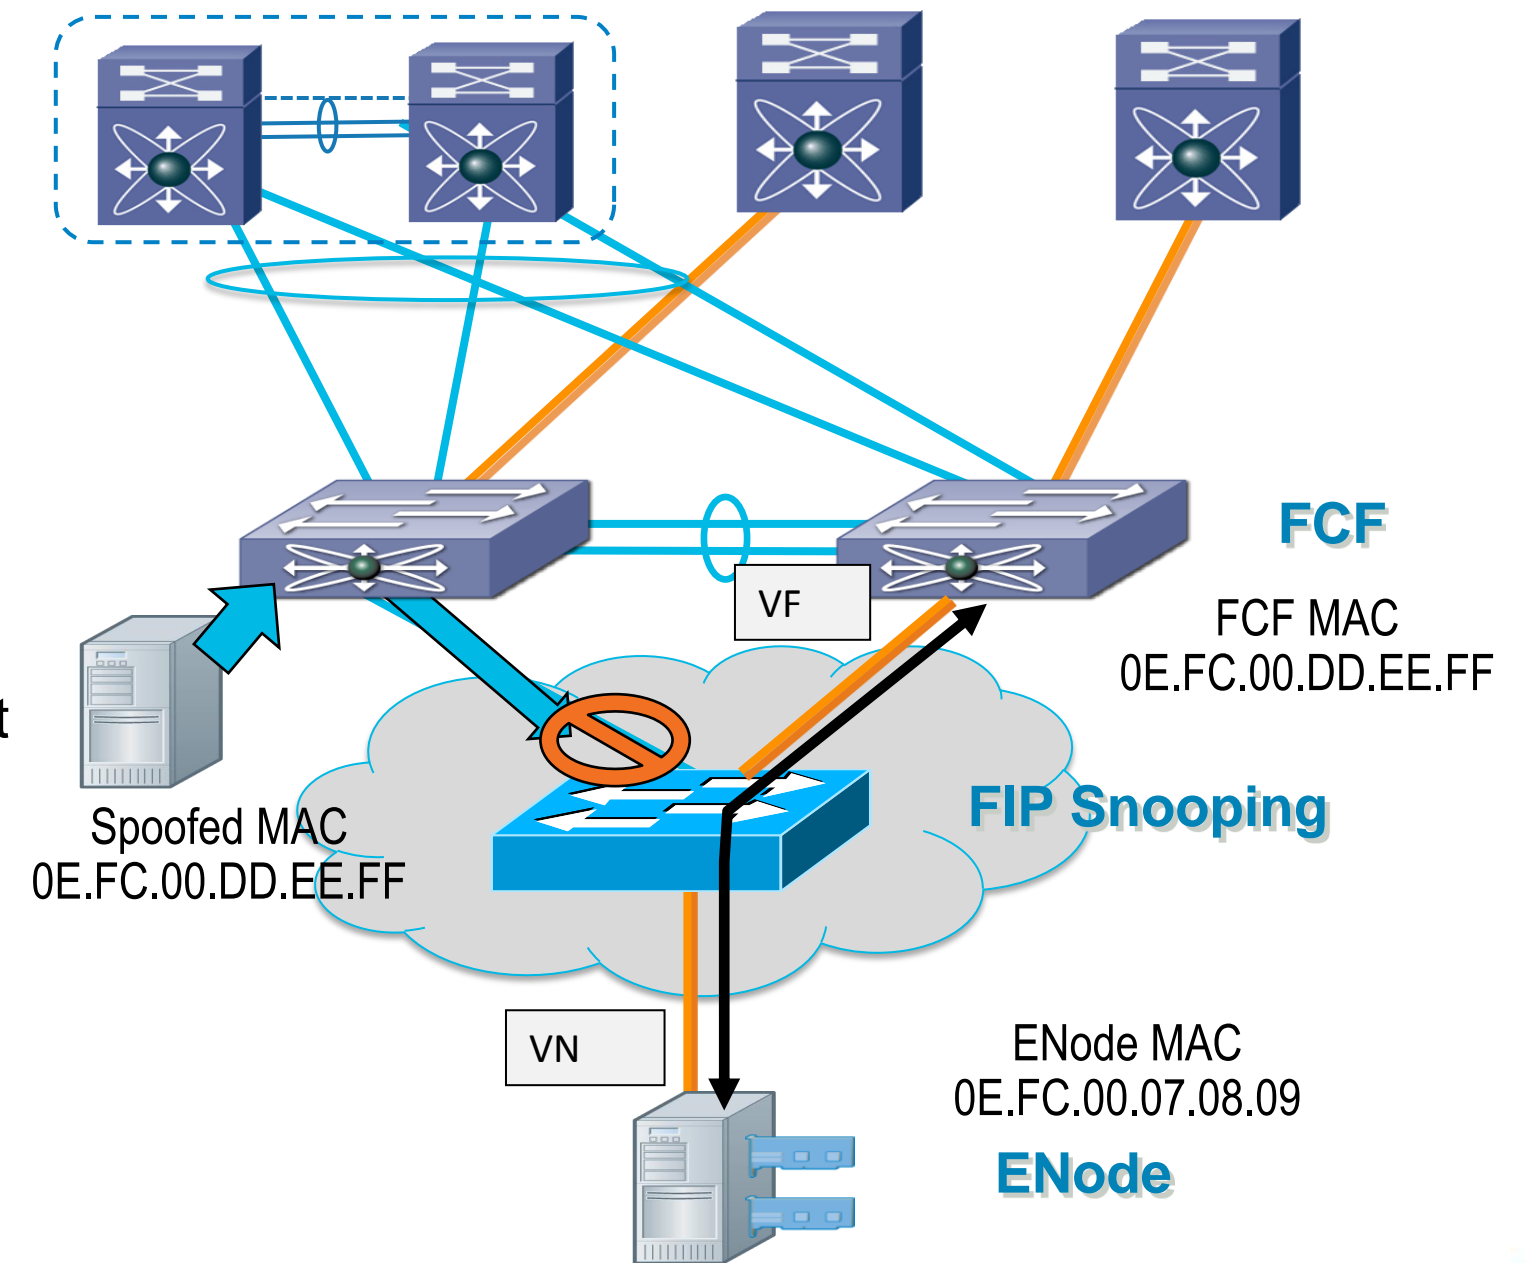 FCF
VF
FCF MAC
0E.FC.00.DD.EE.FF
t
FIP Snooping
Spoofed MAC
0E.FC.00.DD.EE.FF
VN
ENode MAC
0E.FC.00.07.08.09
ENode